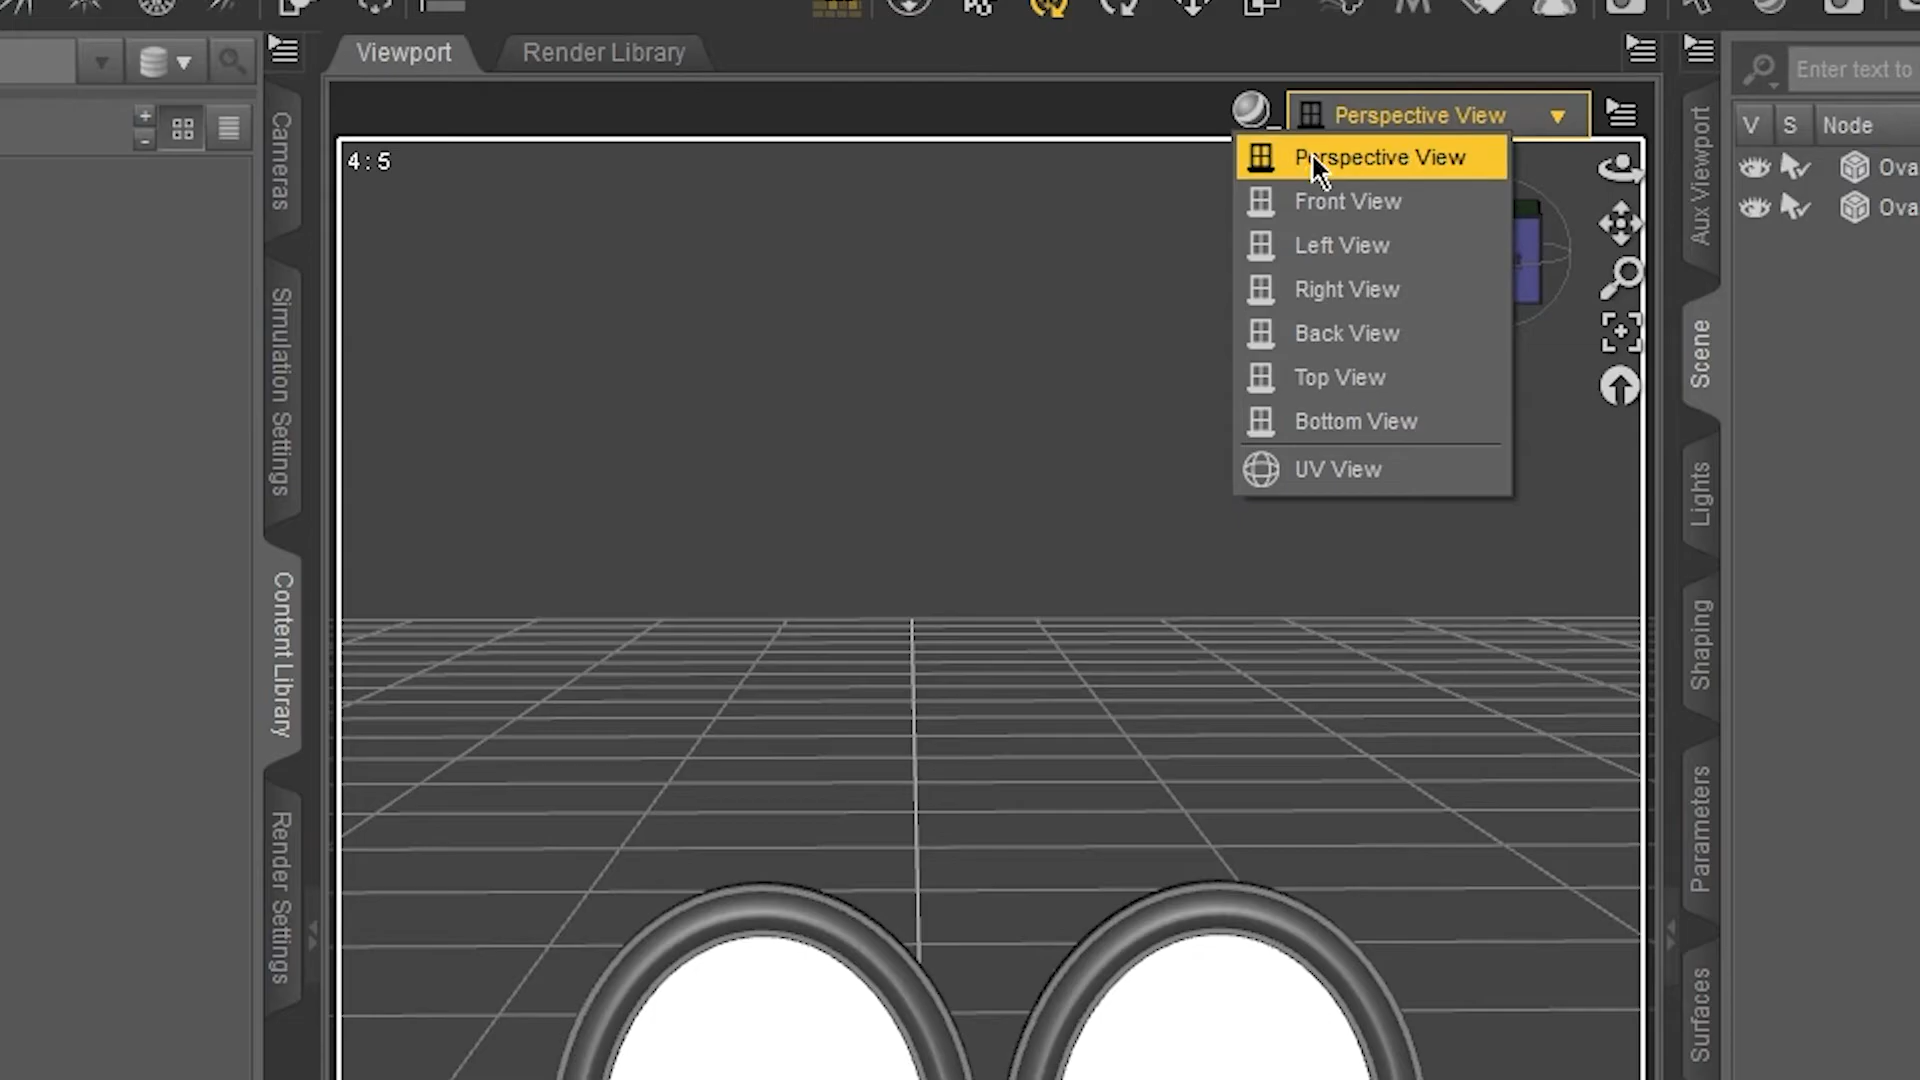 Viewport
Render Library
Enter text to
Perspective View
V
S
Node
4:5
Perspective View
Front View
Left View
Right View
Back View
Top View
Bottom View
UV View
Ova
Ova
Cameras
Simulation Settings
Content Library
Render Settings
Aux Viewport
Scene
Lights
Shaping
Parameters
Surfaces